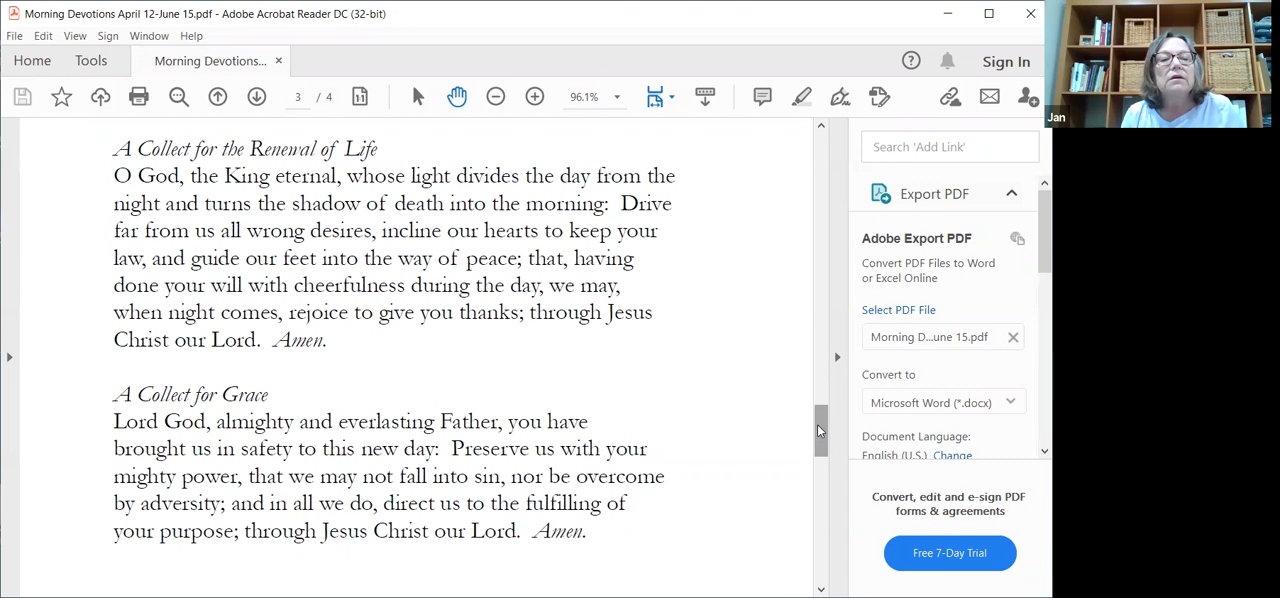 Morning Devotions April 12-June 15.pdf - Adobe Acrobat Reader DC (32-bit)
File Edit View Sign Window Help
Home Tools Morning Devotions... × Sign In
3 / 4 96.1%
Jan
A Collect for the Renewal of Life
O God, the King eternal, whose light divides the day from the
night and turns the shadow of death into the morning:  Drive
far from us all wrong desires, incline our hearts to keep your
law, and guide our feet into the way of peace; that, having
done your will with cheerfulness during the day, we may,
when night comes, rejoice to give you thanks; through Jesus
Christ our Lord.  Amen.
A Collect for Grace
Lord God, almighty and everlasting Father, you have
brought us in safety to this new day:  Preserve us with your
mighty power, that we may not fall into sin, nor be overcome
by adversity; and in all we do, direct us to the fulfilling of
your purpose; through Jesus Christ our Lord.  Amen.
Search 'Add Link'
Export PDF
Adobe Export PDF
Convert PDF Files to Word
or Excel Online
Select PDF File
Morning D...une 15.pdf
Convert to
Microsoft Word (*.docx)
Document Language:
English (U.S.) Change
Convert, edit and e-sign PDF
forms & agreements
Free 7-Day Trial